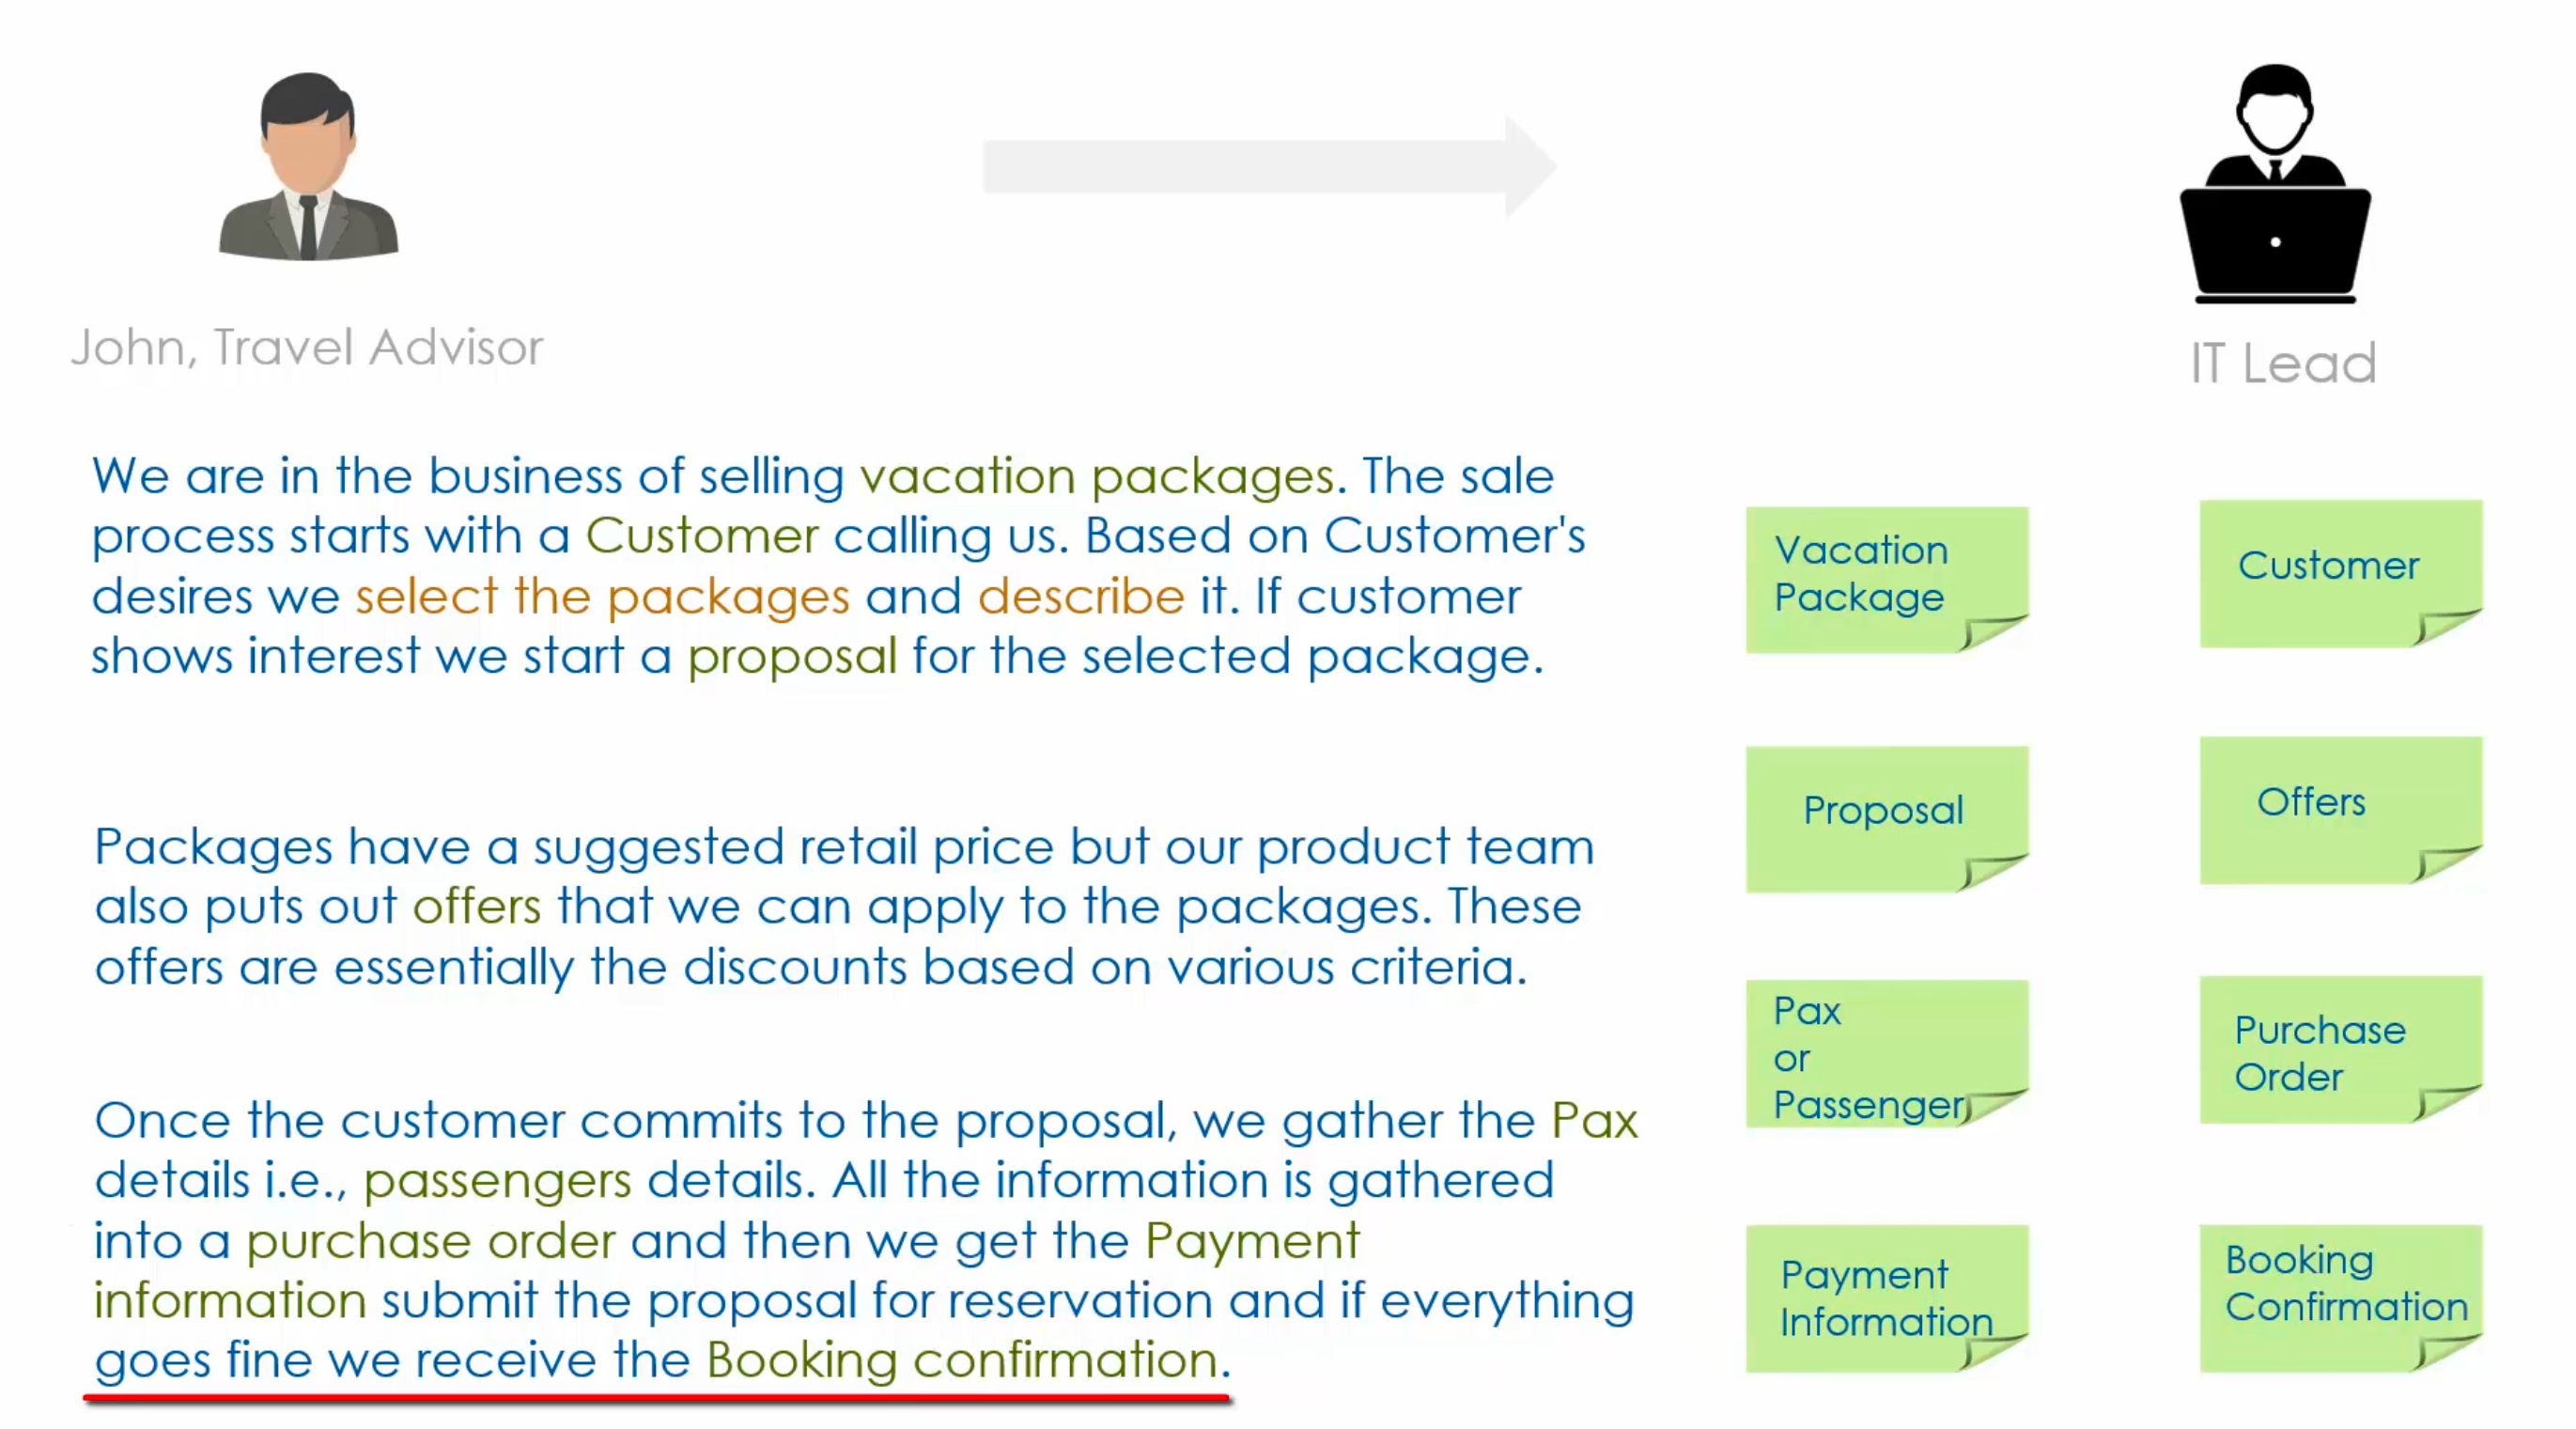 John, Travel Advisor
IT Lead
We are in the business of selling vacation packages. The sale
process starts with a Customer calling us. Based on Customer's
desires we select the packages and describe it. If customer
shows interest we start a proposal for the selected package.
Packages have a suggested retail price but our product team
also puts out offers that we can apply to the packages. These
offers are essentially the discounts based on various criteria.
Once the customer commits to the proposal, we gather the Pax
details i.e., passengers details. All the information is gathered
into a purchase order and then we get the Payment
information submit the proposal for reservation and if everything
goes fine we receive the Booking confirmation.
Vacation
Package
Customer
Proposal
Offers
Pax
or
Passenger
Purchase
Order
Payment
Information
Booking
Confirmation